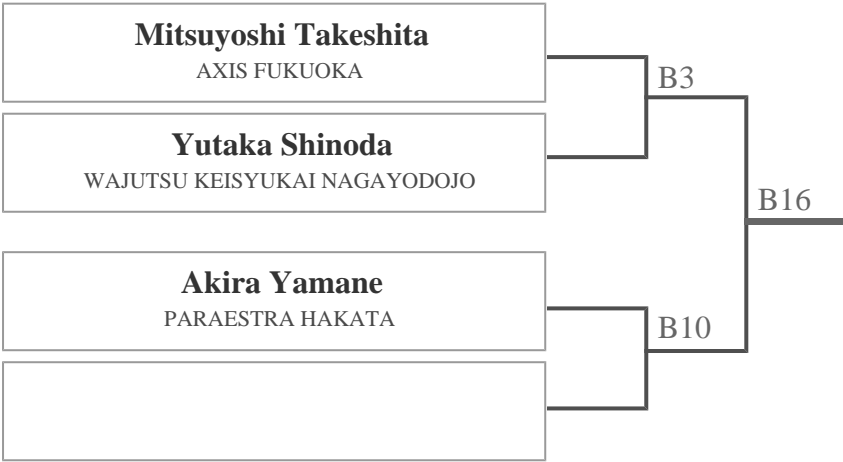 Mitsuyoshi Takeshita
AXIS FUKUOKA
B3
Yutaka Shinoda
WAJUTSU KEISYUKAI NAGAYODOJO
B16
Akira Yamane
PARAESTRA HAKATA
B10